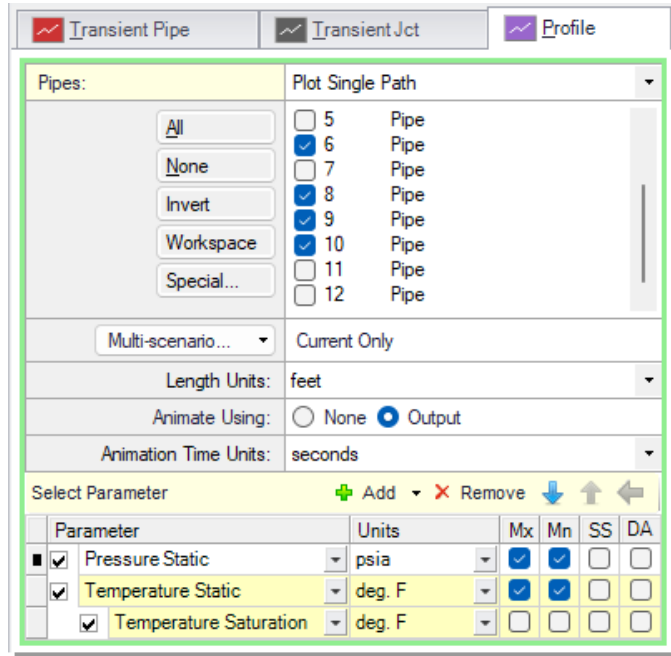 Transient Pipe Transient Jct Profile
Pipes: Plot Single Path
All
None
Invert
Workspace
Special...
5 Pipe
6 Pipe
7 Pipe
8 Pipe
9 Pipe
10 Pipe
11 Pipe
12 Pipe
Multi-scenario... Current Only
Length Units: feet
Animate Using: None Output
Animation Time Units: seconds
Select Parameter Add Remove
Parameter Units Mx Mn SS DA
Pressure Static psia
Temperature Static deg. F
Temperature Saturation deg. F